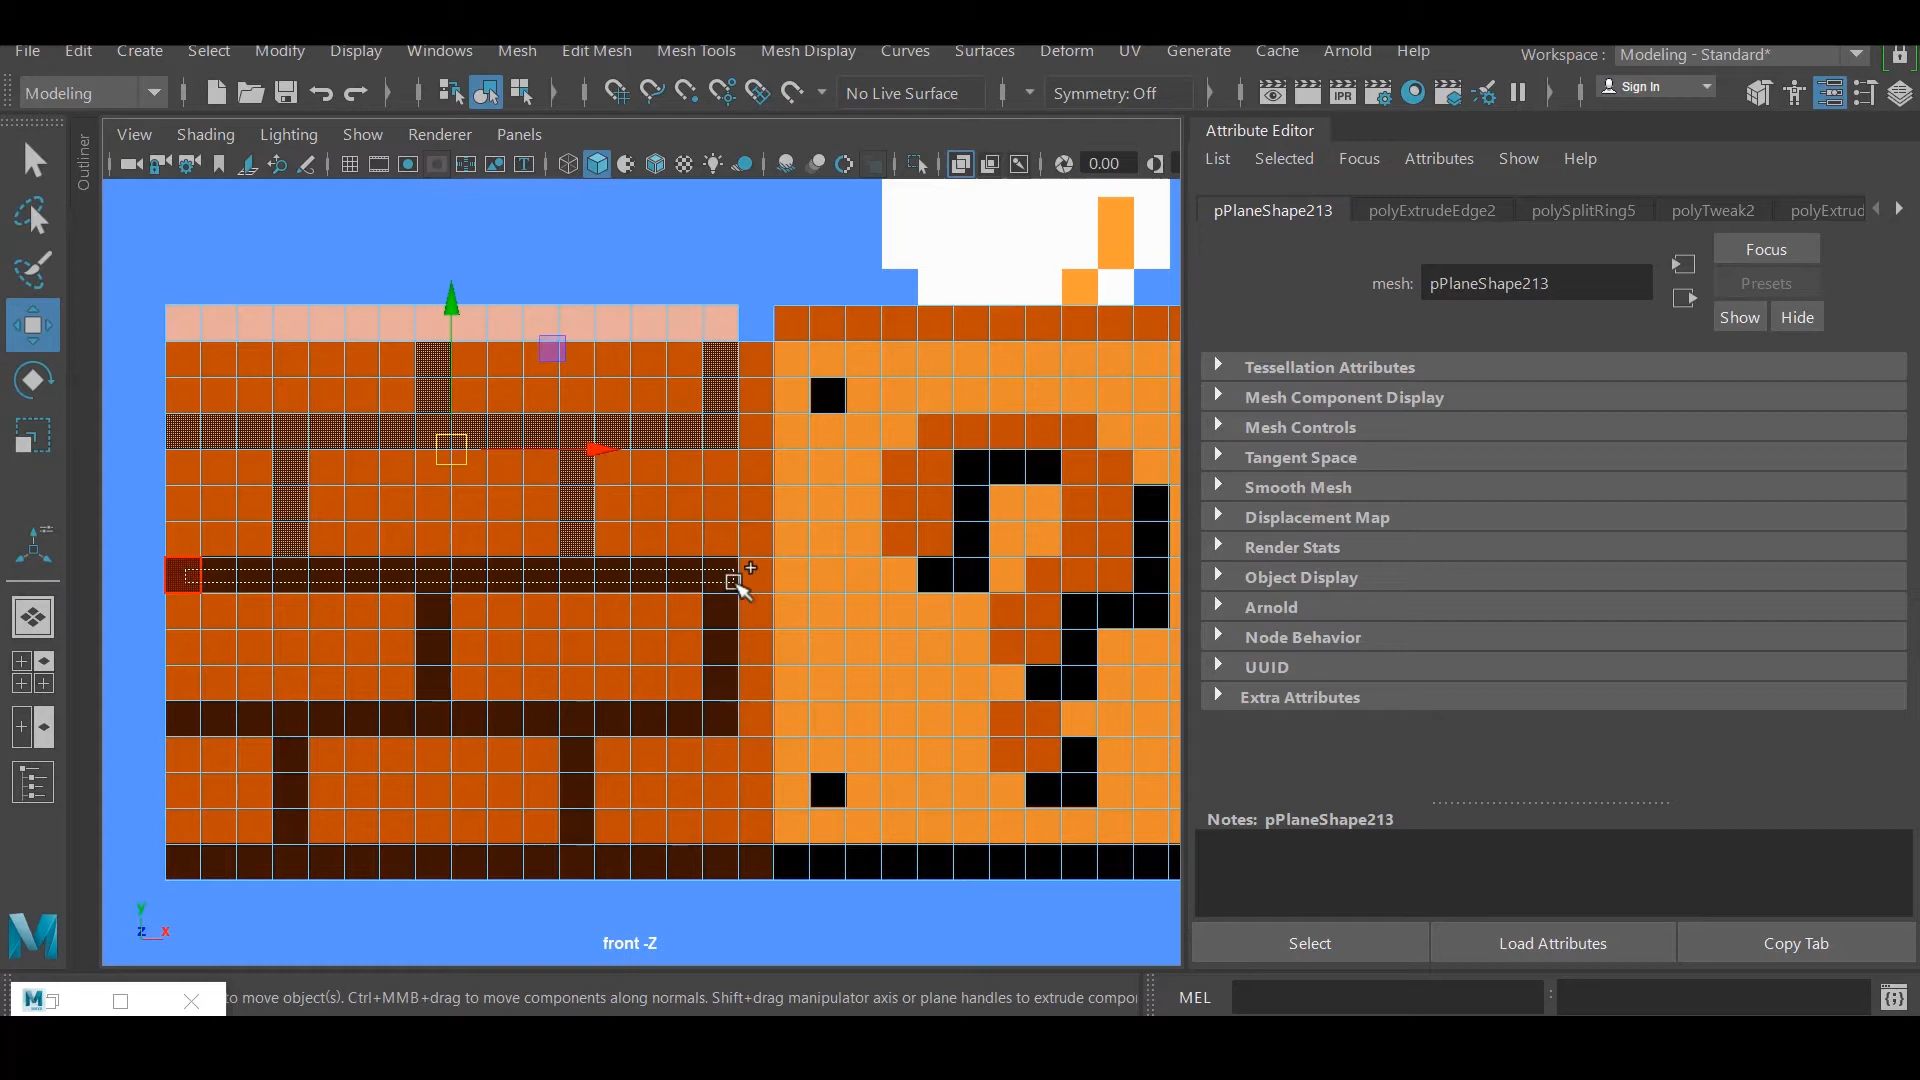 File Edit Create Select Modify Display Windows Mesh Edit Mesh Mesh Tools Mesh Display Curves Surfaces Deform UV Generate Cache Arnold Help Workspace : Modeling - Standard*
Modeling No Live Surface Symmetry: Off IPR Sign In
Outliner
View Shading Lighting Show Renderer Panels
0.00
front -Z
y
z x
Attribute Editor
List Selected Focus Attributes Show Help
pPlaneShape213 polyExtrudeEdge2 polySplitRing5 polyTweak2 polyExtrud
Focus
mesh: pPlaneShape213
Presets
Show Hide
Tessellation Attributes
Mesh Component Display
Mesh Controls
Tangent Space
Smooth Mesh
Displacement Map
Render Stats
Object Display
Arnold
Node Behavior
UUID
Extra Attributes
Notes: pPlaneShape213
Select Load Attributes Copy Tab
to move object(s). Ctrl+MMB+drag to move components along normals. Shift+drag manipulator axis or plane handles to extrude compo
MEL